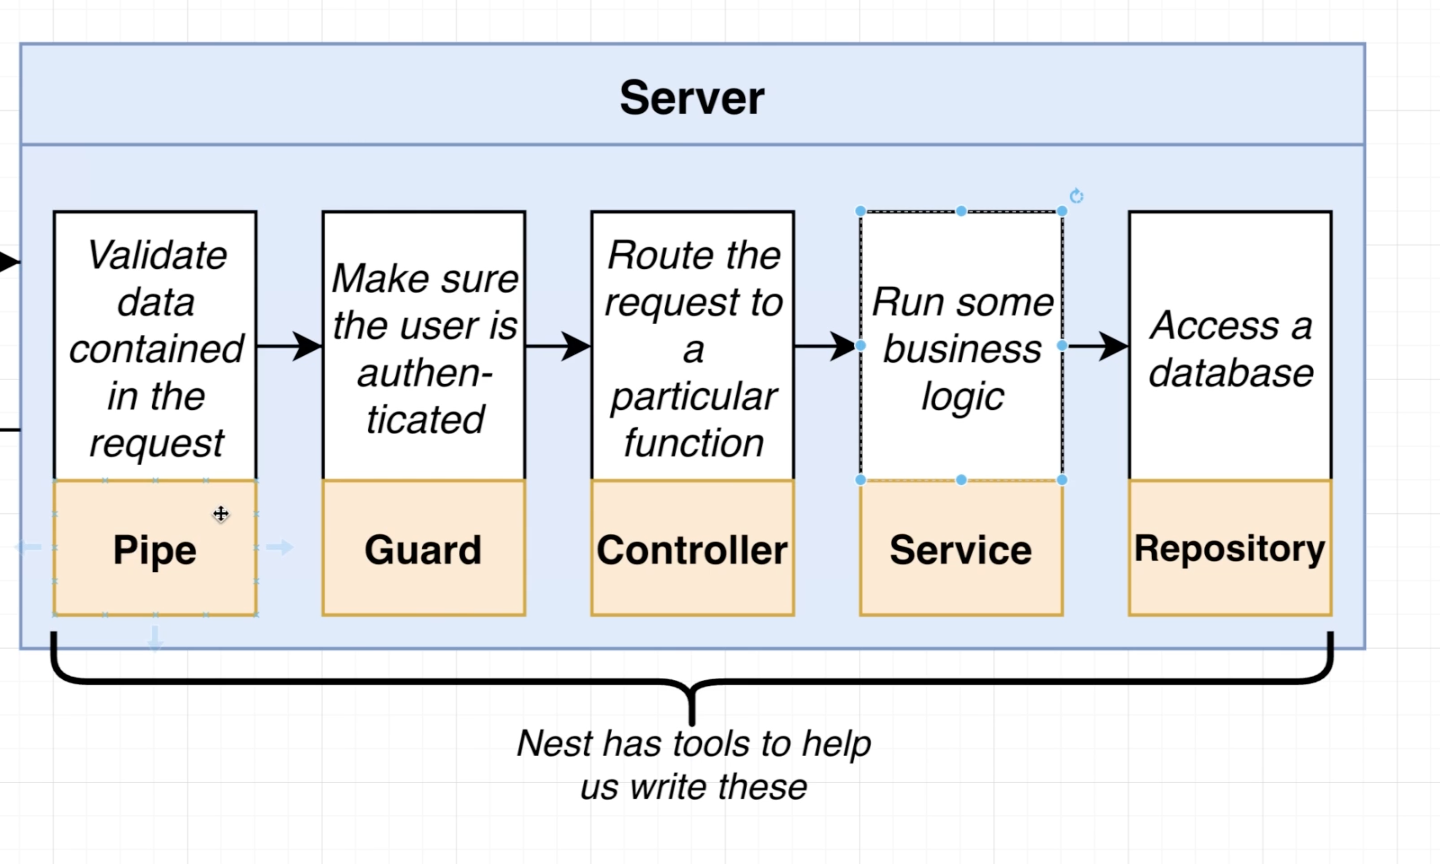 Server
Validate
data
contained
in the
request
Make sure
the user is
authen-
ticated
Route the
request to
a
particular
function
Run some
business
logic
Access a
database
Pipe
Guard
Controller
Service
Repository
Nest has tools to help
us write these